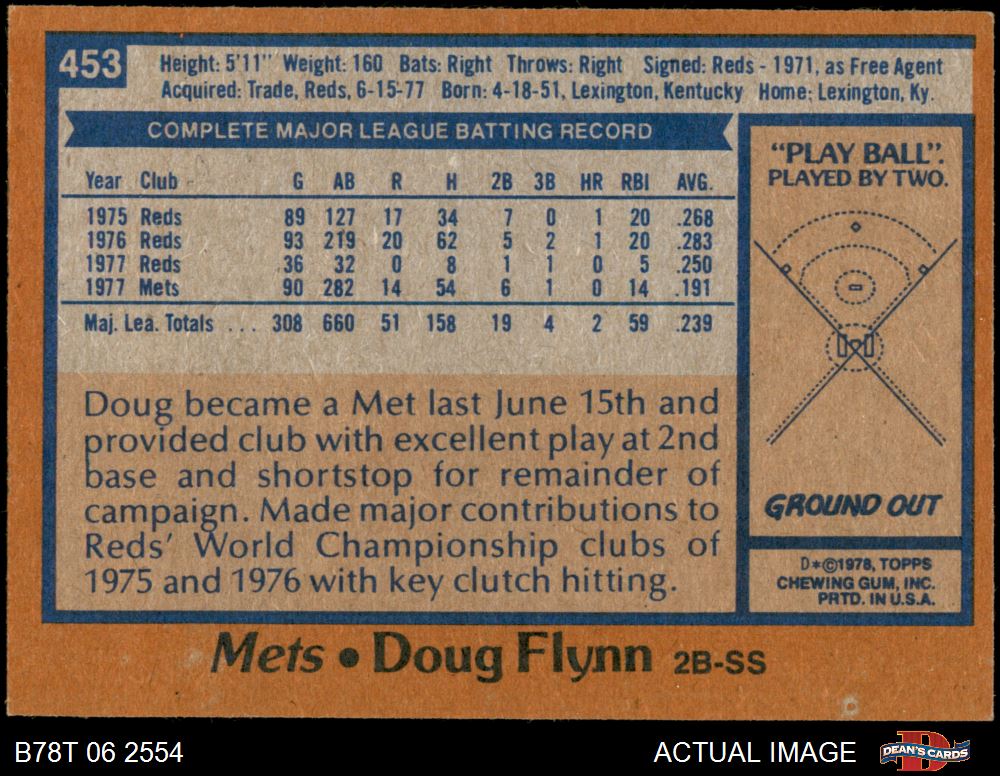 453
Height: 5'11" Weight: 160 Bats: Right Throws: Right Signed: Reds - 1971, as Free Agent
Acquired: Trade, Reds, 6-15-77 Born: 4-18-51, Lexington, Kentucky Home: Lexington, Ky.
COMPLETE MAJOR LEAGUE BATTING RECORD
Year Club G AB R H 2B 3B HR RBI AVG.
1975 Reds 89 127 17 34 7 0 1 20 .268
1976 Reds 93 219 20 62 5 2 1 20 .283
1977 Reds 36 32 0 8 1 1 0 5 .250
1977 Mets 90 282 14 54 6 1 0 14 .191
Maj. Lea. Totals ... 308 660 51 158 19 4 2 59 .239
Doug became a Met last June 15th and
provided club with excellent play at 2nd
base and shortstop for remainder of
campaign. Made major contributions to
Reds' World Championship clubs of
1975 and 1976 with key clutch hitting.
"PLAY BALL".
PLAYED BY TWO.
GROUND OUT
D*©1978, TOPPS
CHEWING GUM, INC.
PRTD. IN U.S.A.
Mets • Doug Flynn 2B-SS
B78T 06 2554
ACTUAL IMAGE
DEAN'S CARDS